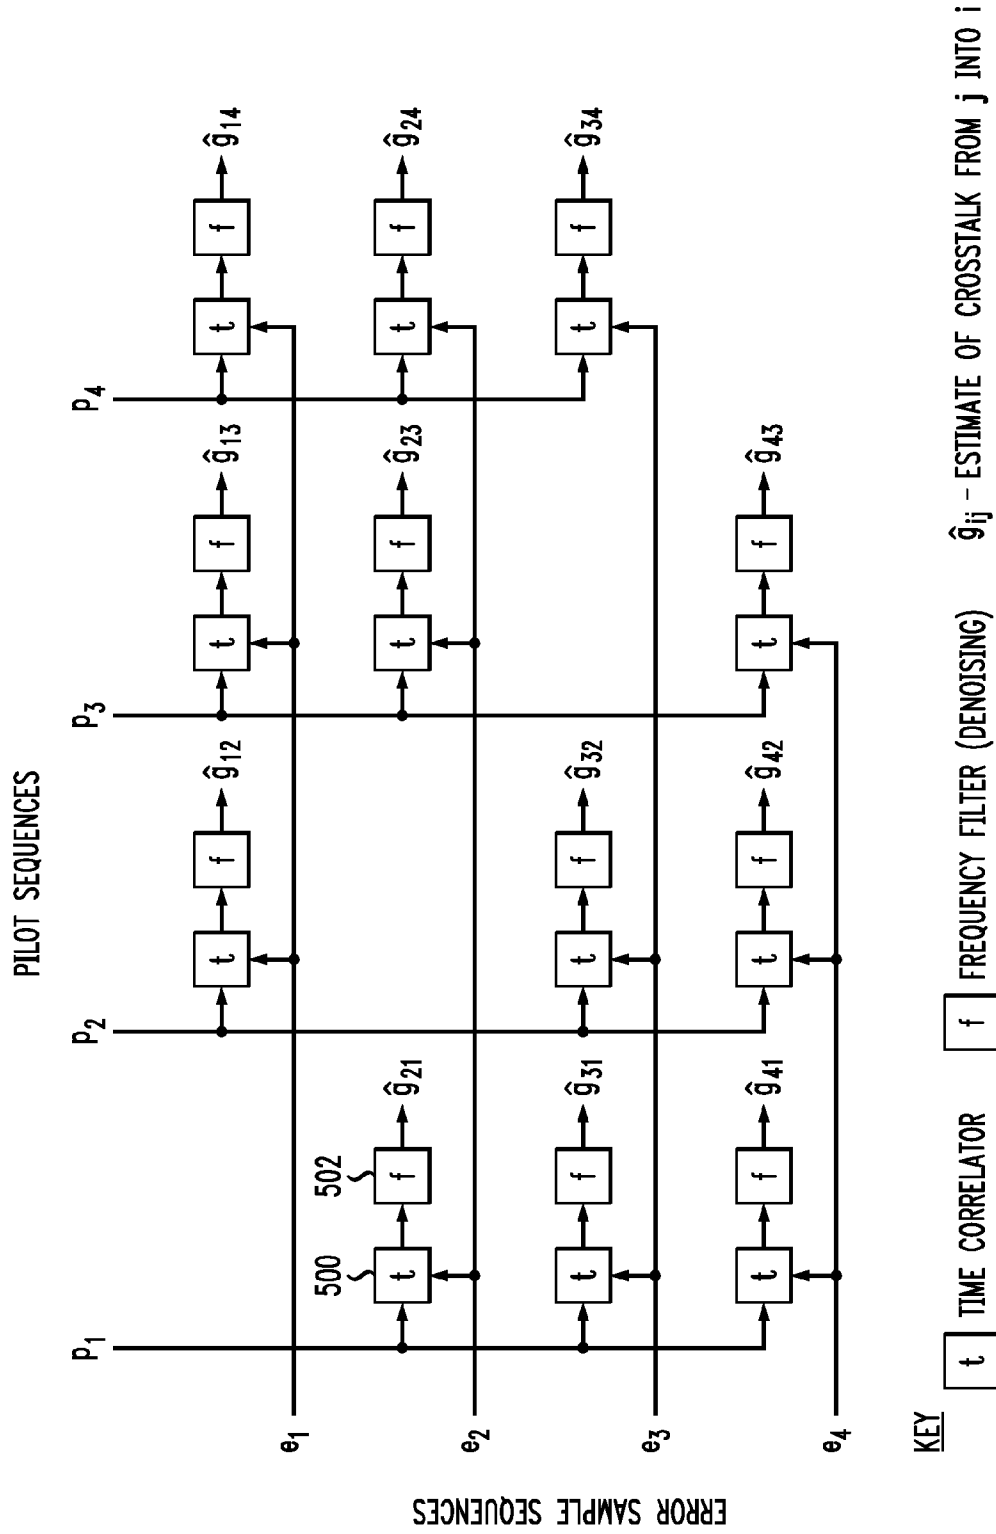 PILOT SEQUENCES
p1 p2 p3 p4
ĝ12 ĝ13 ĝ14
t f t f t f
e1
500 502
ĝ21 ĝ23 ĝ24
t f t f t f
e2
ĝ31 ĝ32 ĝ34
t f t f t f
e3
ĝ41 ĝ42 ĝ43
t f t f t f
e4
ERROR SAMPLE SEQUENCES
KEY
t TIME CORRELATOR
f FREQUENCY FILTER (DENOISING)
ĝij – ESTIMATE OF CROSSTALK FROM j INTO i